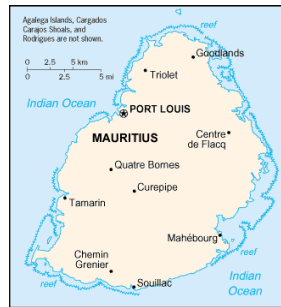 Agalega Islands, Cargados
Carajos Shoals, and
Rodrigues are not shown.
0 2.5 5 km
0 2.5 5 mi
reef
Goodlands
Triolet
Indian Ocean
PORT LOUIS
MAURITIUS
Centre
de Flacq
Quatre Bornes
Curepipe
Tamarin
Mahébourg
reef
Chemin
Grenier
Souillac
reef
Indian
Ocean